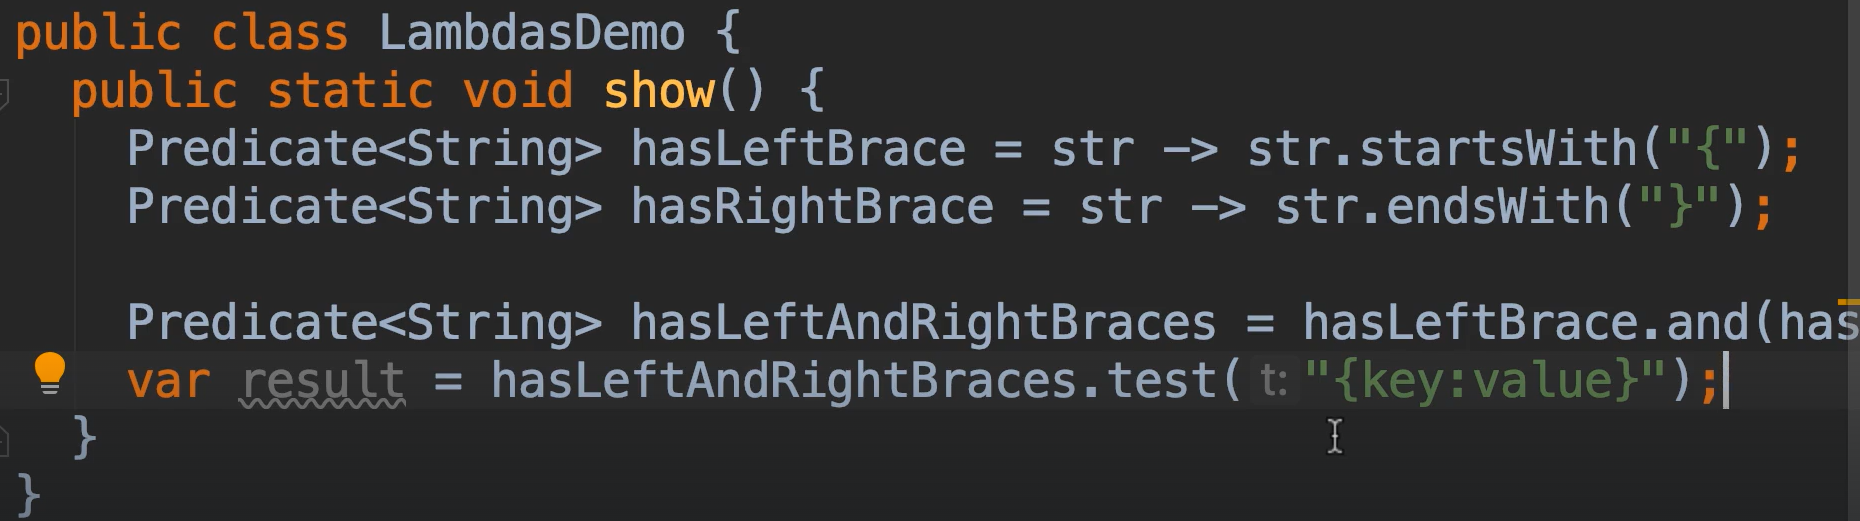 public class LambdasDemo {
public static void show() {
Predicate<String> hasLeftBrace = str -> str.startsWith("{");
Predicate<String> hasRightBrace = str -> str.endsWith("}");
Predicate<String> hasLeftAndRightBraces = hasLeftBrace.and(has
var result = hasLeftAndRightBraces.test( t: "{key:value}");
}
}